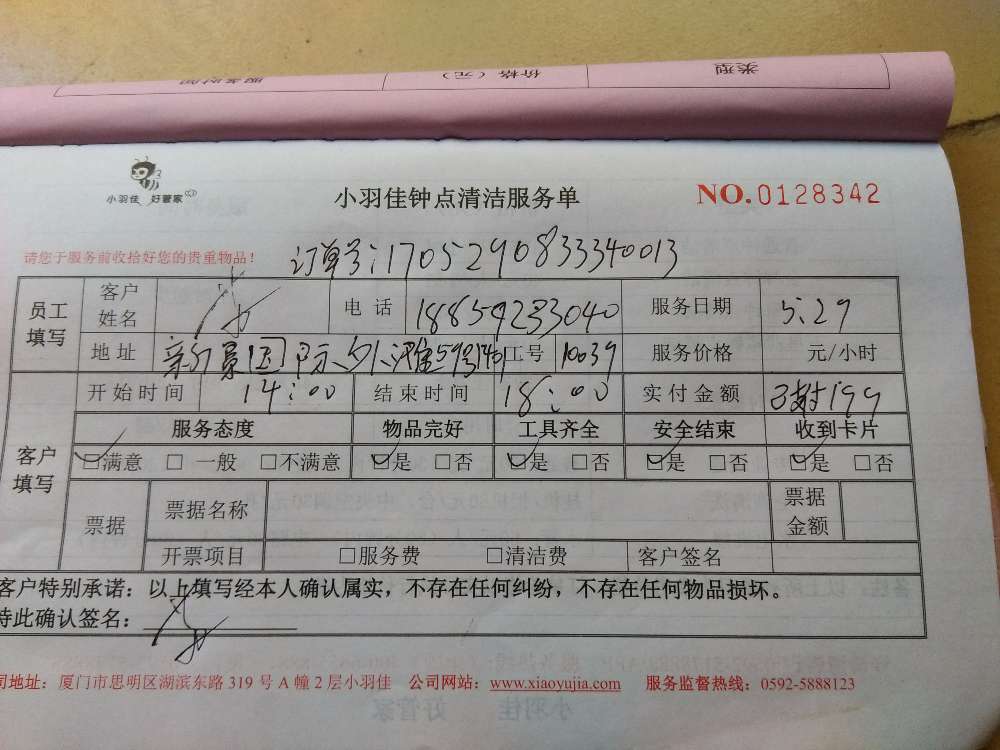 类型 价格（元） 服务时间
小羽佳 好管家
小羽佳钟点清洁服务单
NO.0128342
请您于服务前收拾好您的贵重物品！
订单号:1705290833340013
员工填写 客户姓名 电话 18859233040 服务日期 5.29
地址 59号 工号 10039 服务价格 元/小时
客户填写 开始时间 14:00 结束时间 18:00 实付金额 199
服务态度 物品完好 工具齐全 安全结束 收到卡片
☑满意 □一般 □不满意 ☑是 □否 ☑是 □否 ☑是 □否 ☑是 □否
票据 票据名称 票据金额
开票项目 □服务费 □清洁费 客户签名
客户特别承诺：以上填写经本人确认属实，不存在任何纠纷，不存在任何物品损坏。
特此确认签名：
司地址：厦门市思明区湖滨东路 319 号 A 幢 2 层小羽佳 公司网站：www.xiaoyujia.com 服务监督热线：0592-5888123